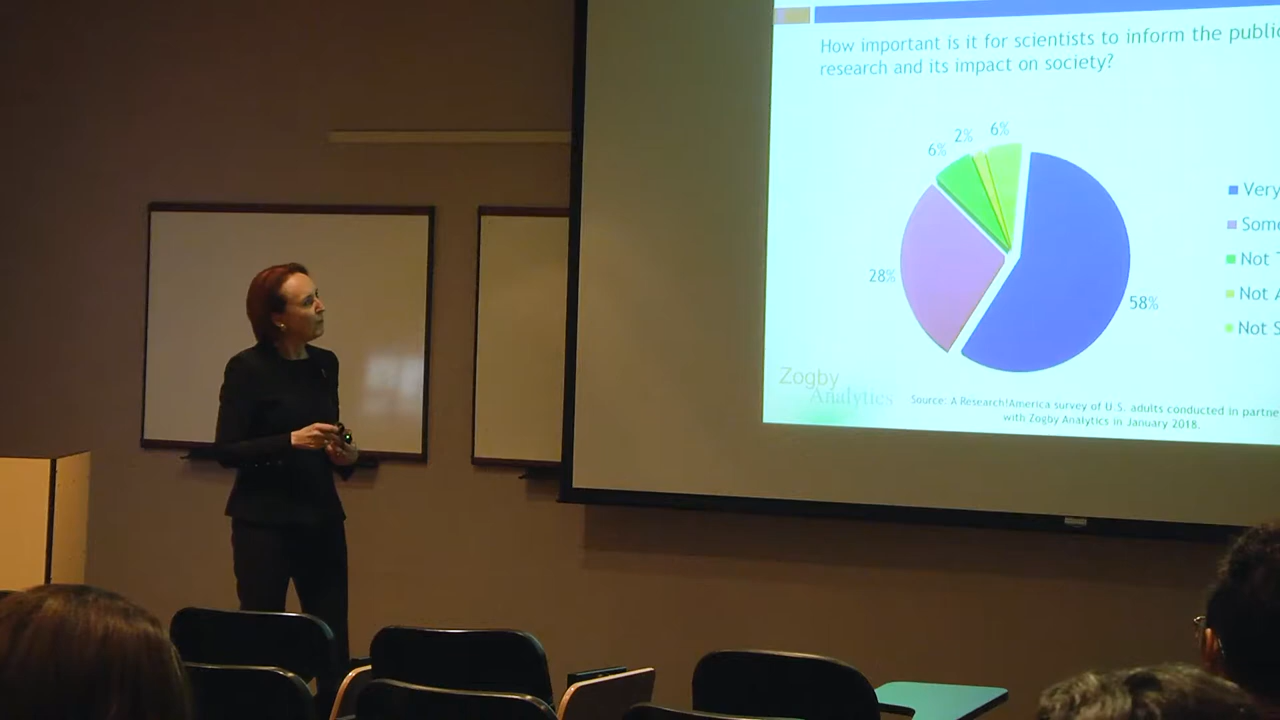 How important is it for scientists to inform the public
research and its impact on society?
6%
2%
6%
28%
58%
Very
Some
Not
Not
Not
Zogby
Analytics
Source: A Research!America survey of U.S. adults conducted in
with Zogby Analytics in January 2018.